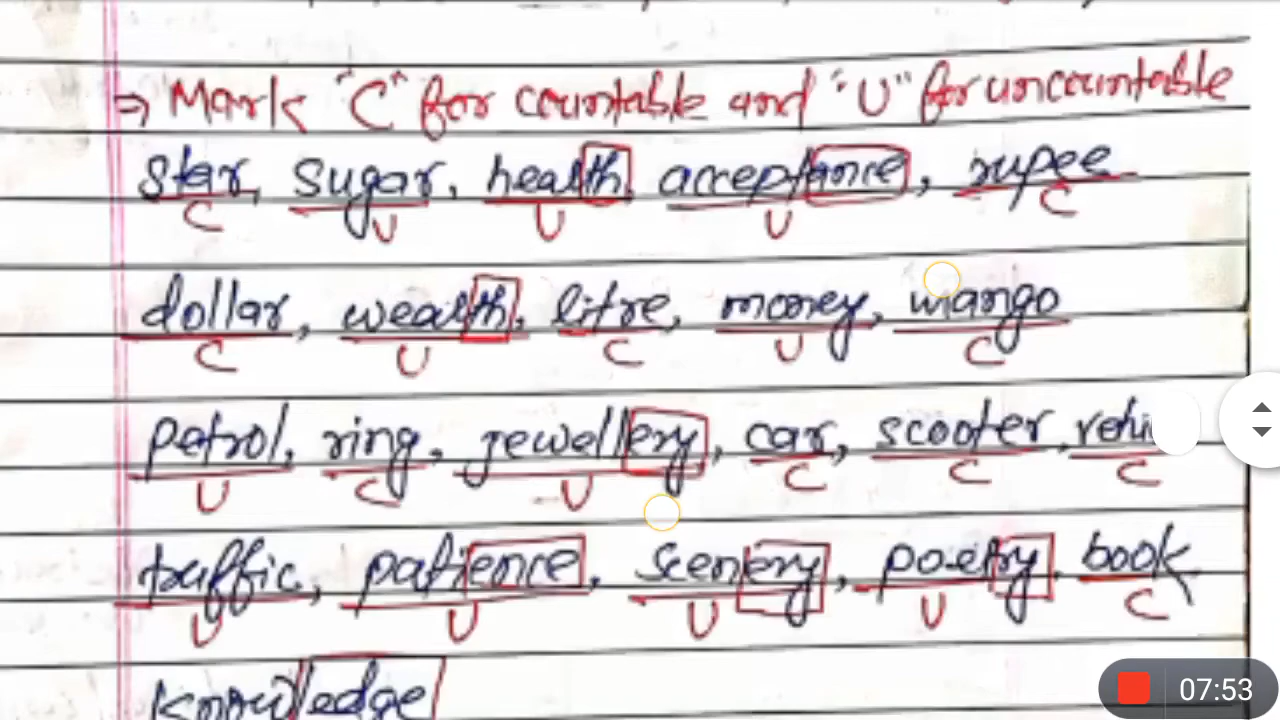 ⇒ Mark "C" for countable and "U" for uncountable
star, sugar, health, acceptance, rupee
C U U U C
dollar, wealth, litre, money, mango
C U C U C
petrol, ring, jewellery, car, scooter,
U C U C C C
traffic, patience, scenery, poetry, book
U U U U C
knowledge
07:53